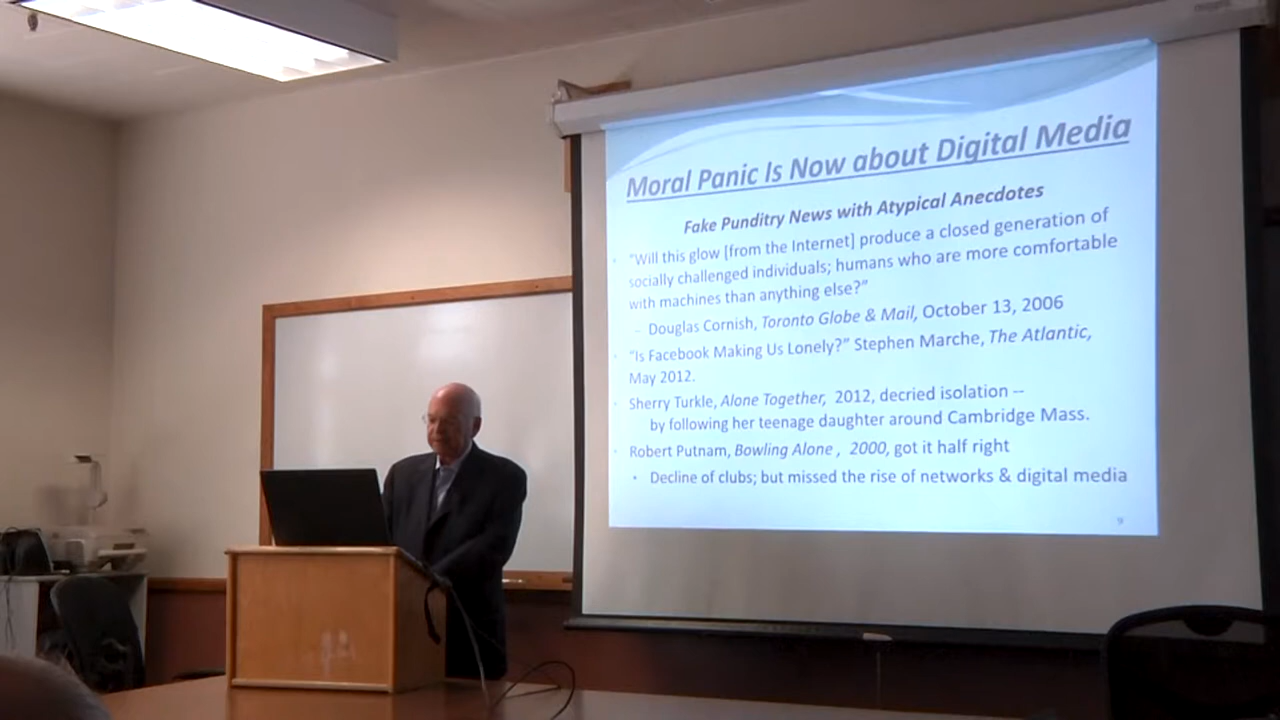 Moral Panic Is Now about Digital Media
Fake Punditry News with Atypical Anecdotes
"Will this glow [from the Internet] produce a closed generation of
socially challenged individuals; humans who are more comfortable
with machines than anything else?"
– Douglas Cornish, Toronto Globe & Mail, October 13, 2006
"Is Facebook Making Us Lonely?" Stephen Marche, The Atlantic,
May 2012.
Sherry Turkle, Alone Together, 2012, decried isolation --
by following her teenage daughter around Cambridge Mass.
Robert Putnam, Bowling Alone , 2000, got it half right
• Decline of clubs; but missed the rise of networks & digital media
9